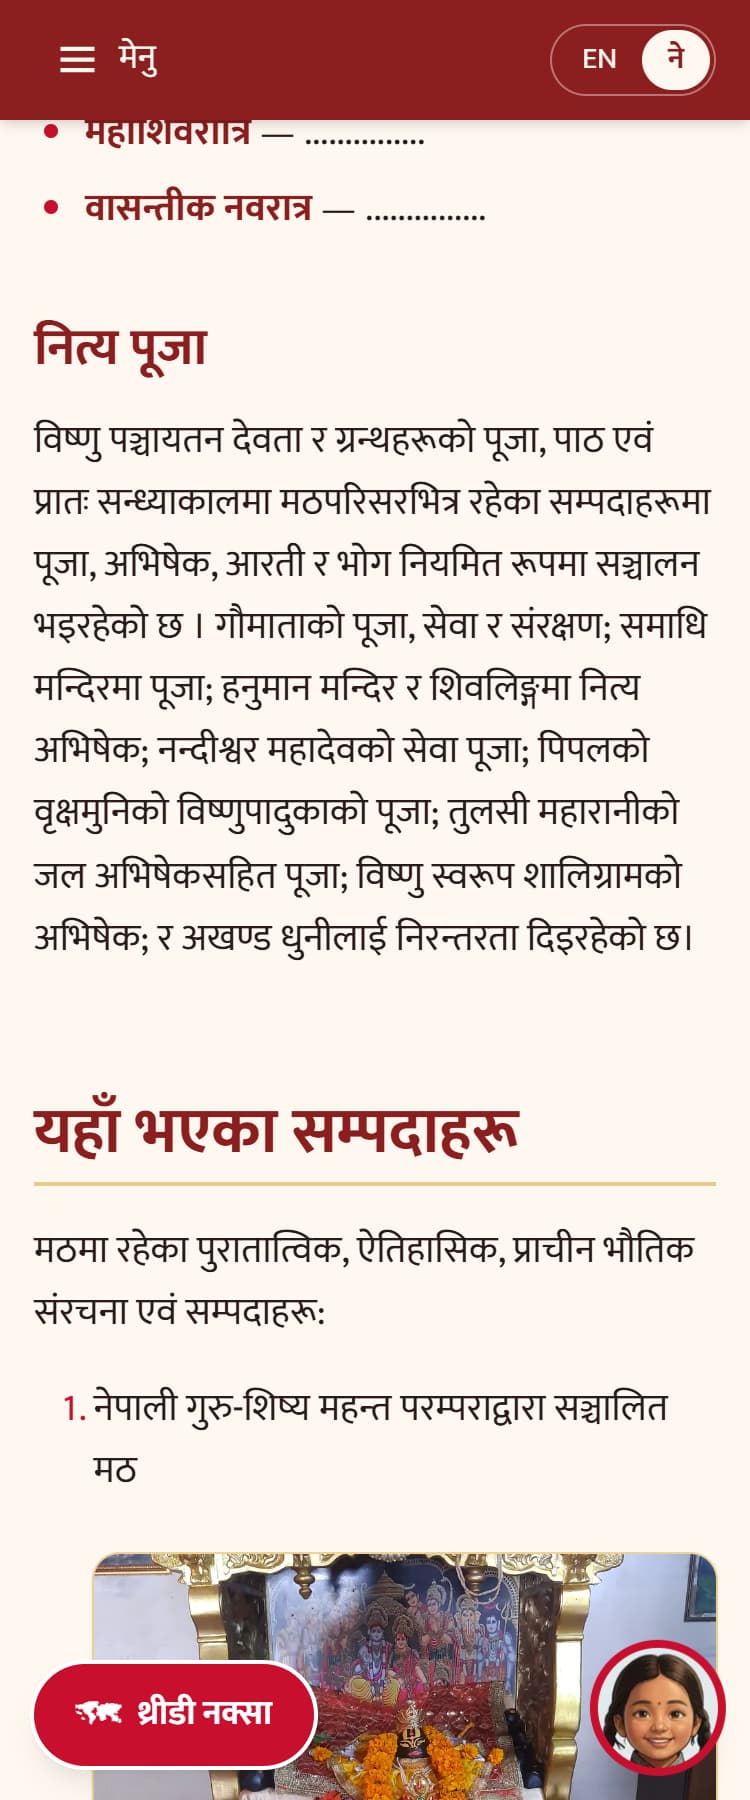 मेनु
EN ने
महाशिवरात्रि — ...............
वासन्तीक नवरात्र — ...............
नित्य पूजा
विष्णु पञ्चायतन देवता र ग्रन्थहरूको पूजा, पाठ एवं
प्रातः सन्ध्याकालमा मठपरिसरभित्र रहेका सम्पदाहरूमा
पूजा, अभिषेक, आरती र भोग नियमित रूपमा सञ्चालन
भइरहेको छ । गौमाताको पूजा, सेवा र संरक्षण; समाधि
मन्दिरमा पूजा; हनुमान मन्दिर र शिवलिङ्गमा नित्य
अभिषेक; नन्दीश्वर महादेवको सेवा पूजा; पिपलको
वृक्षमुनिको विष्णुपादुकाको पूजा; तुलसी महारानीको
जल अभिषेकसहित पूजा; विष्णु स्वरूप शालिग्रामको
अभिषेक; र अखण्ड धुनीलाई निरन्तरता दिइरहेको छ।
यहाँ भएका सम्पदाहरू
मठमा रहेका पुरातात्विक, ऐतिहासिक, प्राचीन भौतिक
संरचना एवं सम्पदाहरू:
1. नेपाली गुरु-शिष्य महन्त परम्पराद्वारा सञ्चालित
मठ
थ्रीडी नक्सा